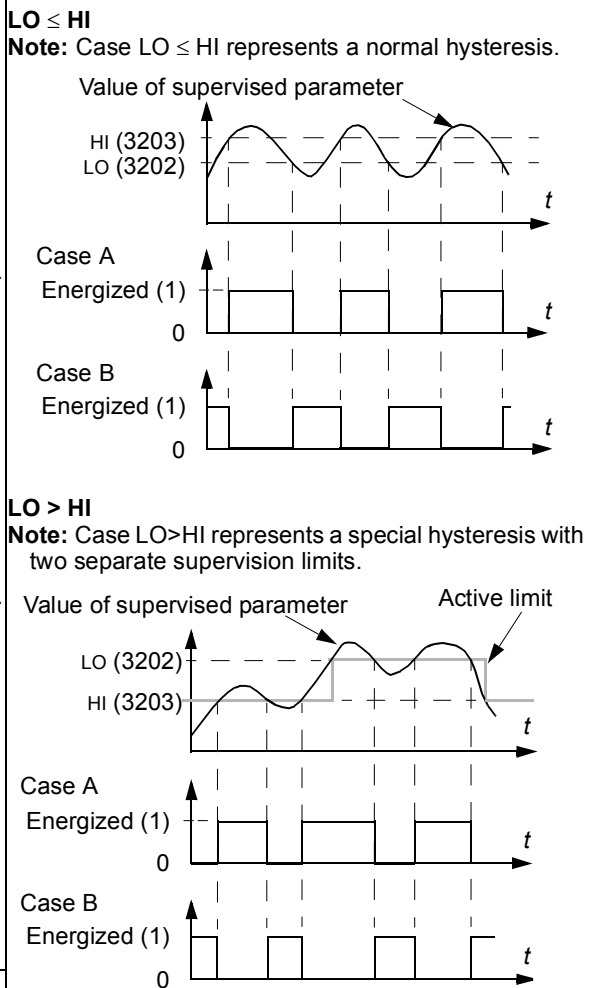 LO ≤ HI
Note: Case LO ≤ HI represents a normal hysteresis.
Value of supervised parameter
HI (3203)
LO (3202)
t
Case A
Energized (1)
t
0
Case B
Energized (1)
t
0
LO > HI
Note: Case LO>HI represents a special hysteresis with
two separate supervision limits.
Value of supervised parameter
Active limit
LO (3202)
HI (3203)
t
Case A
Energized (1)
t
0
Case B
Energized (1)
t
0